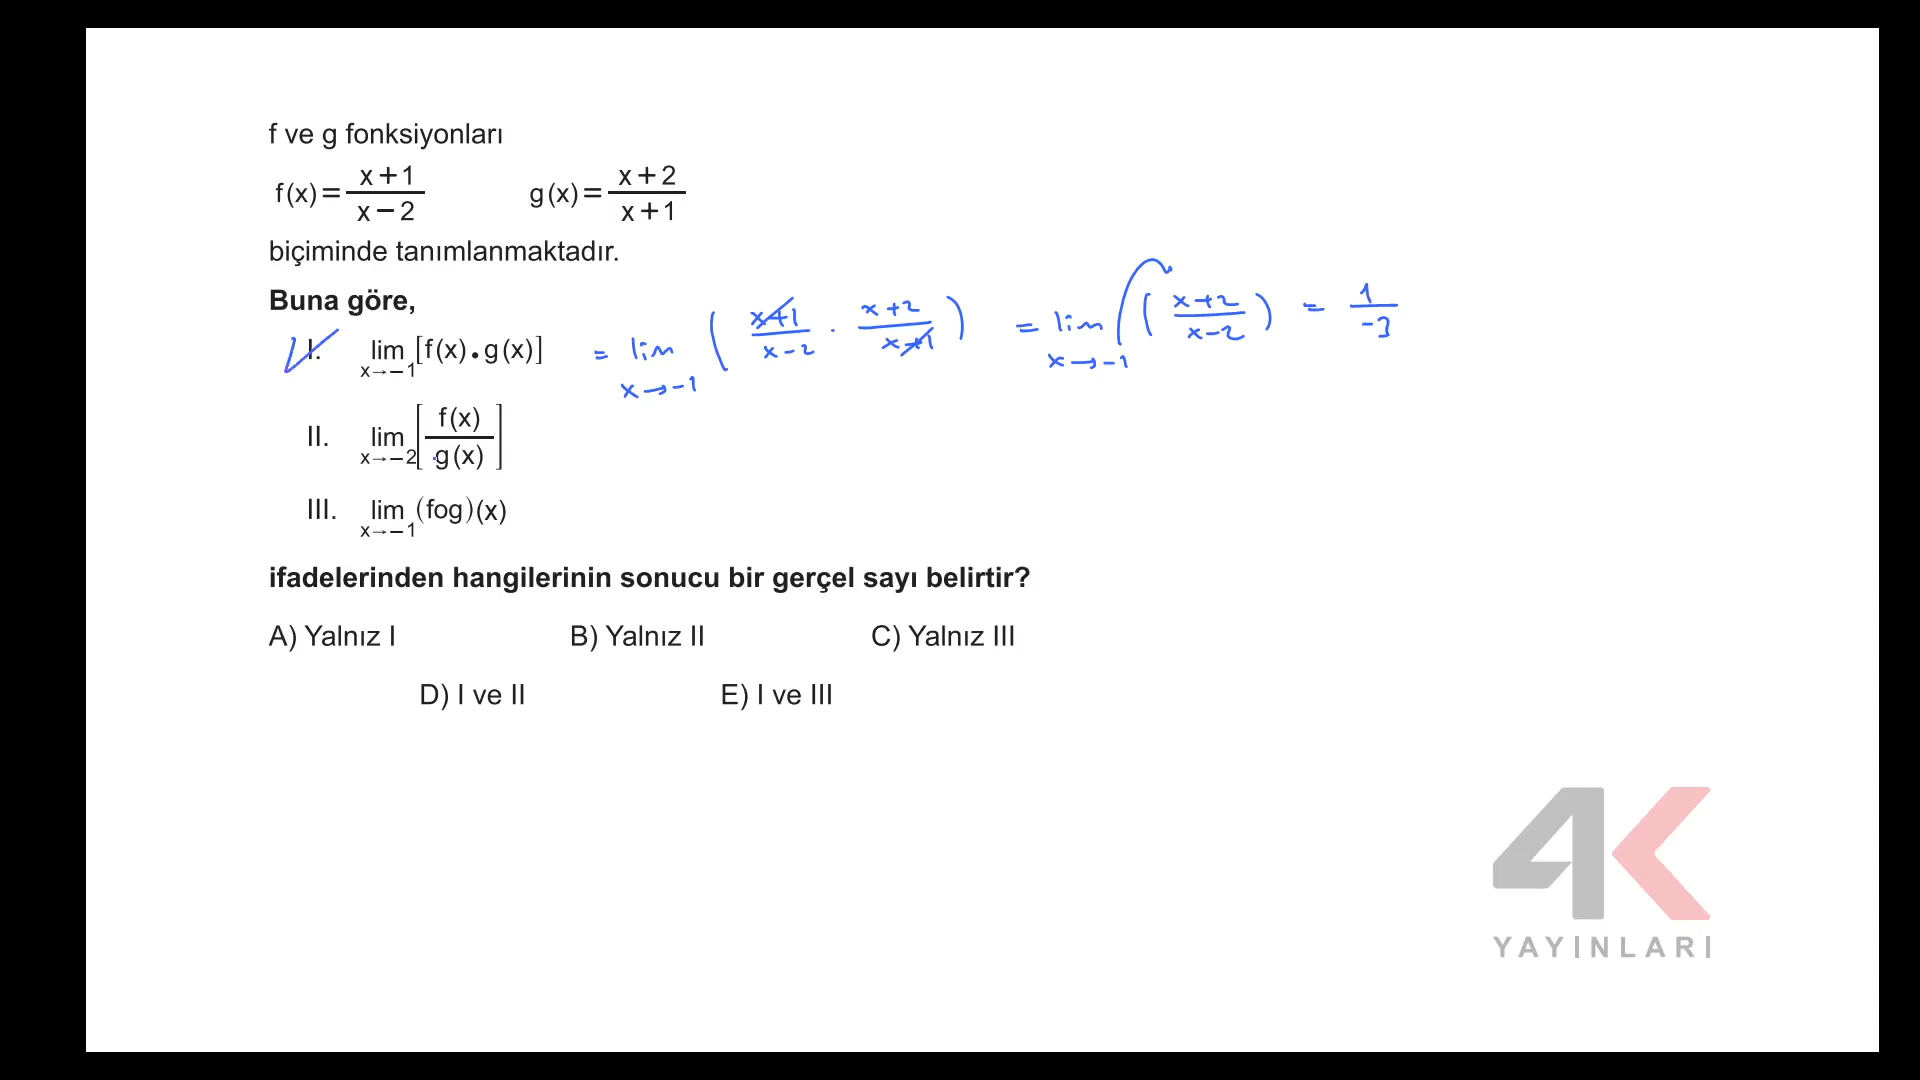 f ve g fonksiyonları
f(x) = x+1 / x−2    g(x) = x+2 / x+1
biçiminde tanımlanmaktadır.
Buna göre,
I. lim x→−1 [f(x).g(x)] = lim x→−1 ( x+1 / x−2 . x+2 / x+1 ) = lim x→−1 ( x+2 / x−2 ) = 1 / −3
II. lim x→−2 [ f(x) / g(x) ]
III. lim x→−1 (fog)(x)
ifadelerinden hangilerinin sonucu bir gerçel sayı belirtir?
A) Yalnız I    B) Yalnız II    C) Yalnız III
D) I ve II    E) I ve III
4K
YAYINLARI